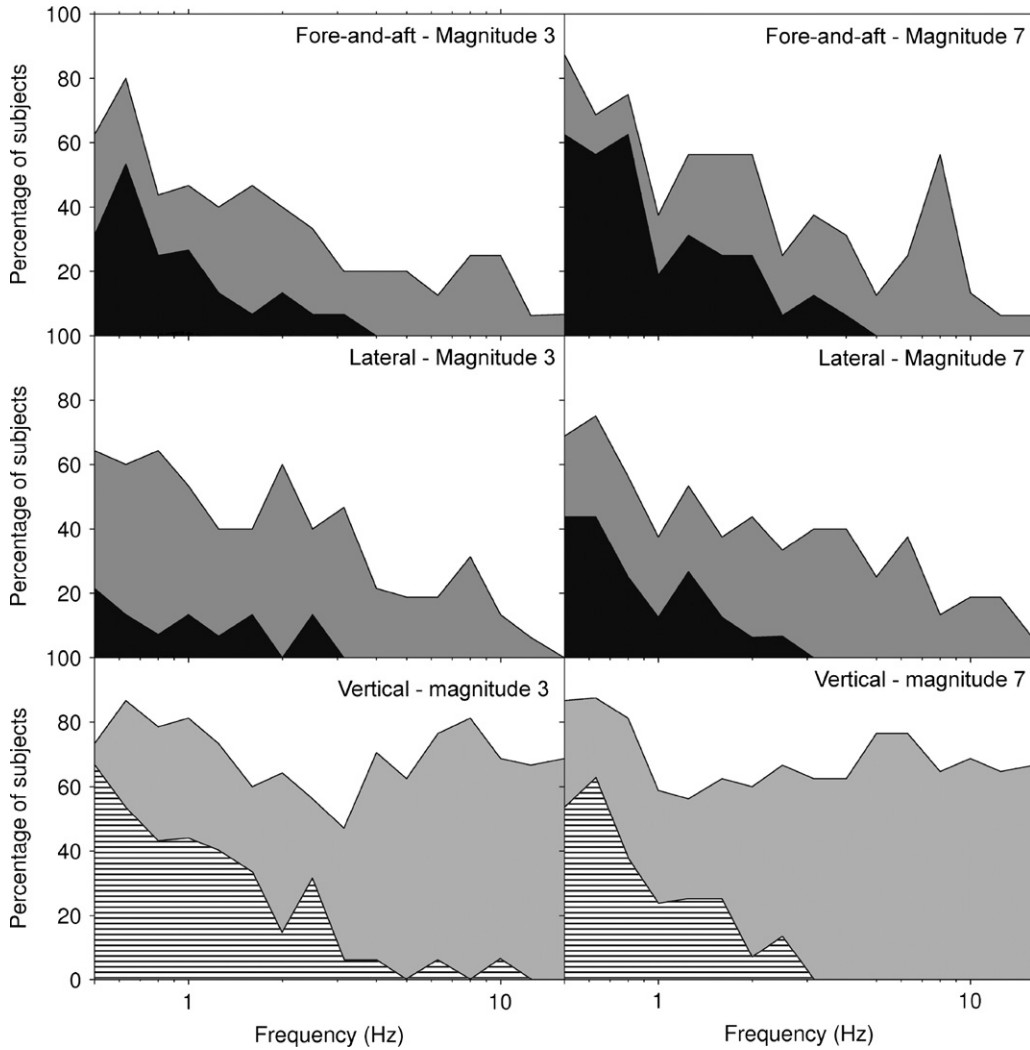 100
80
60
40
20
100
80
60
40
20
100
80
60
40
20
0
Percentage of subjects
Percentage of subjects
Percentage of subjects
Fore-and-aft - Magnitude 3
Fore-and-aft - Magnitude 7
Lateral - Magnitude 3
Lateral - Magnitude 7
Vertical - magnitude 3
Vertical - magnitude 7
1
10
1
10
Frequency (Hz)
Frequency (Hz)